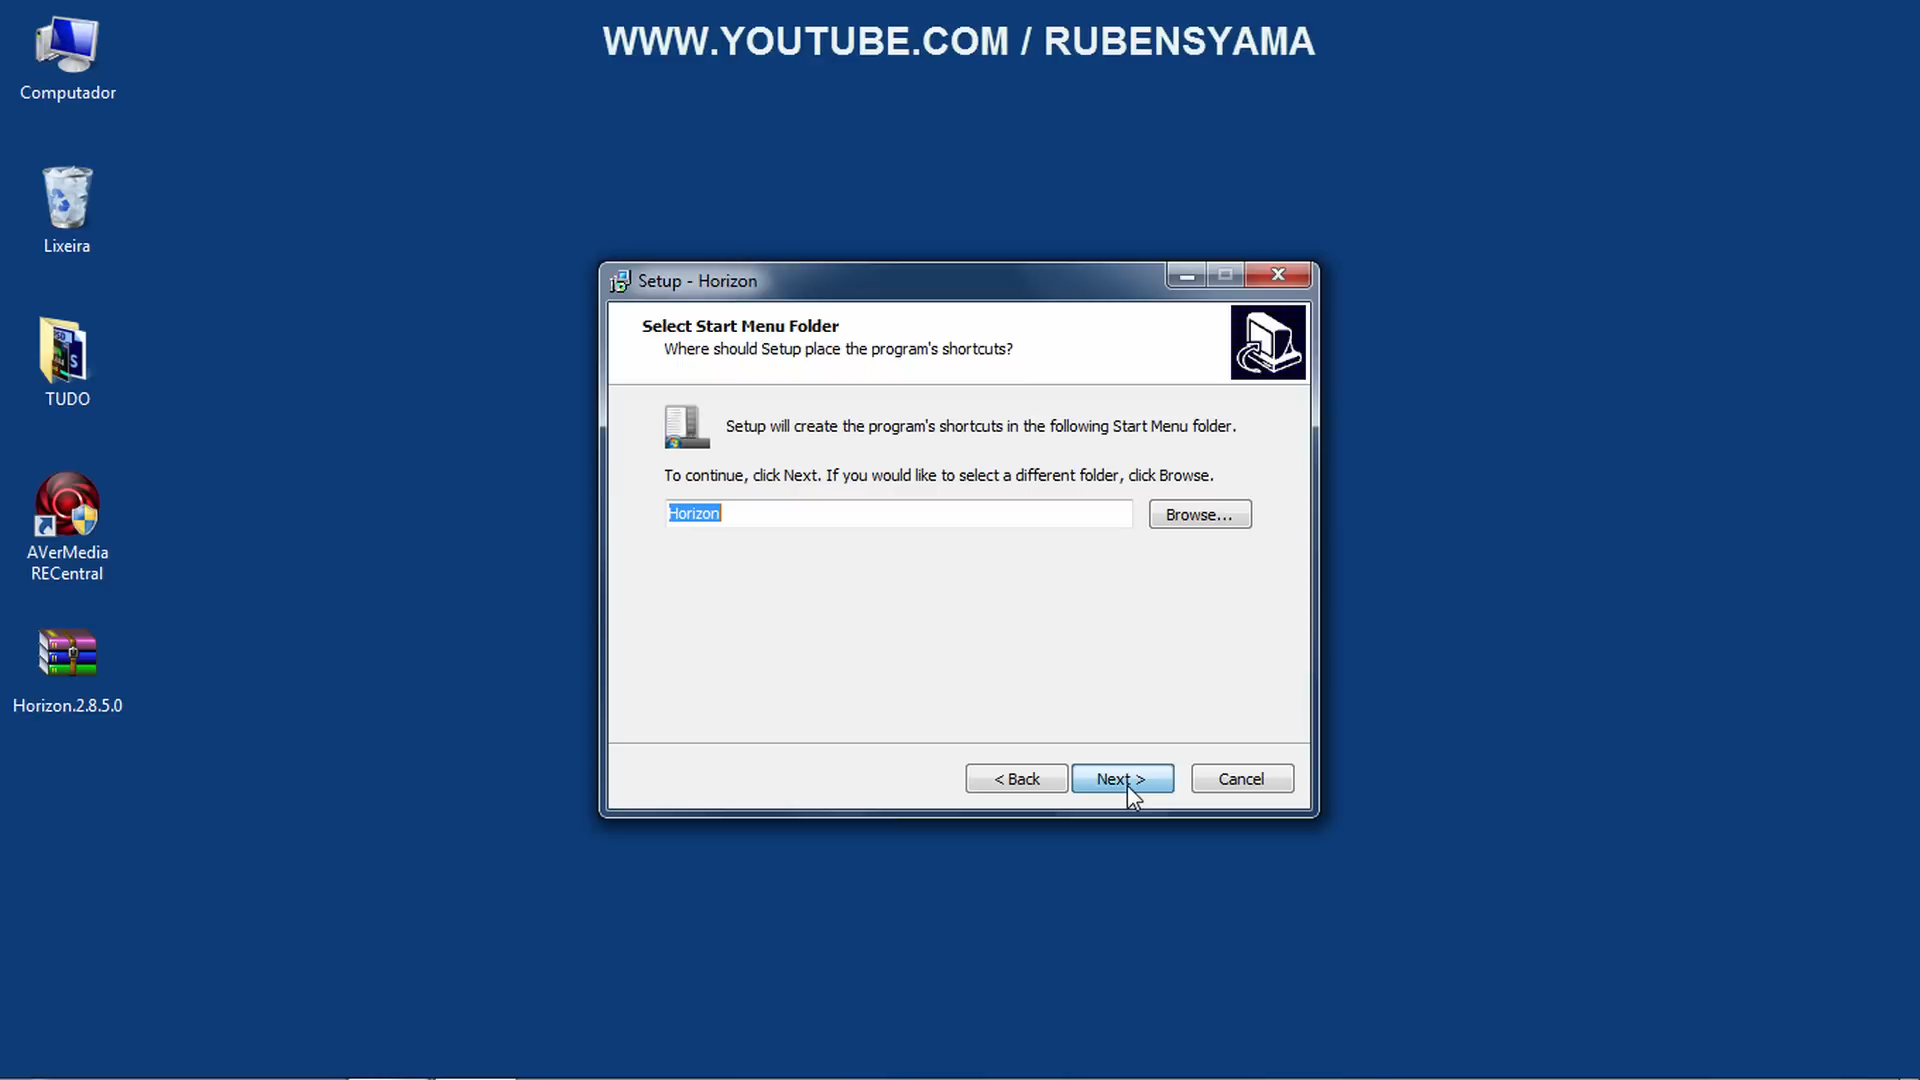 WWW.YOUTUBE.COM / RUBENSYAMA
Computador
Lixeira
TUDO
AVerMedia
RECentral
Horizon.2.8.5.0
Setup - Horizon
Select Start Menu Folder
Where should Setup place the program's shortcuts?
Setup will create the program's shortcuts in the following Start Menu folder.
To continue, click Next. If you would like to select a different folder, click Browse.
Horizon
Browse...
< Back
Next >
Cancel